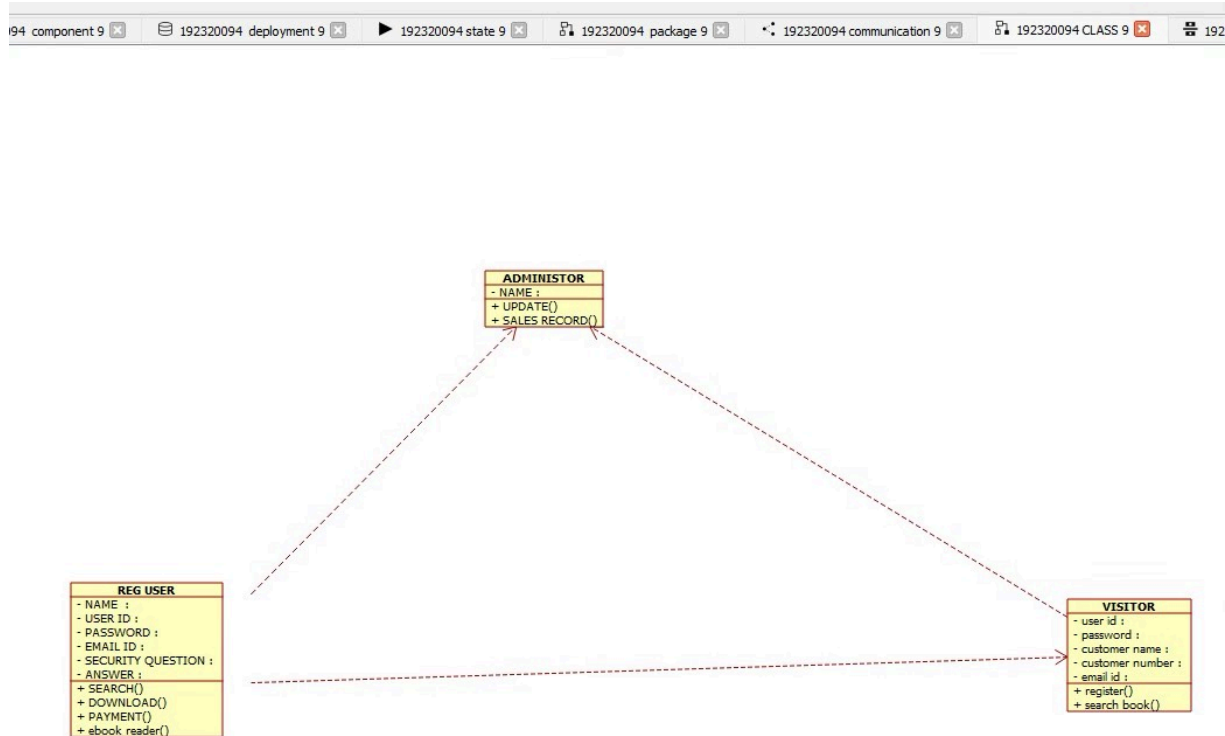 94 component 9
192320094 deployment 9
192320094 state 9
192320094 package 9
192320094 communication 9
192320094 CLASS 9
192
ADMINISTOR
- NAME :
+ UPDATE()
+ SALES RECORD()
REG USER
- NAME :
- USER ID :
- PASSWORD :
- EMAIL ID :
- SECURITY QUESTION :
- ANSWER :
+ SEARCH()
+ DOWNLOAD()
+ PAYMENT()
+ ebook reader()
VISITOR
- user id :
- password :
- customer name :
- customer number :
- email id :
+ register()
+ search book()